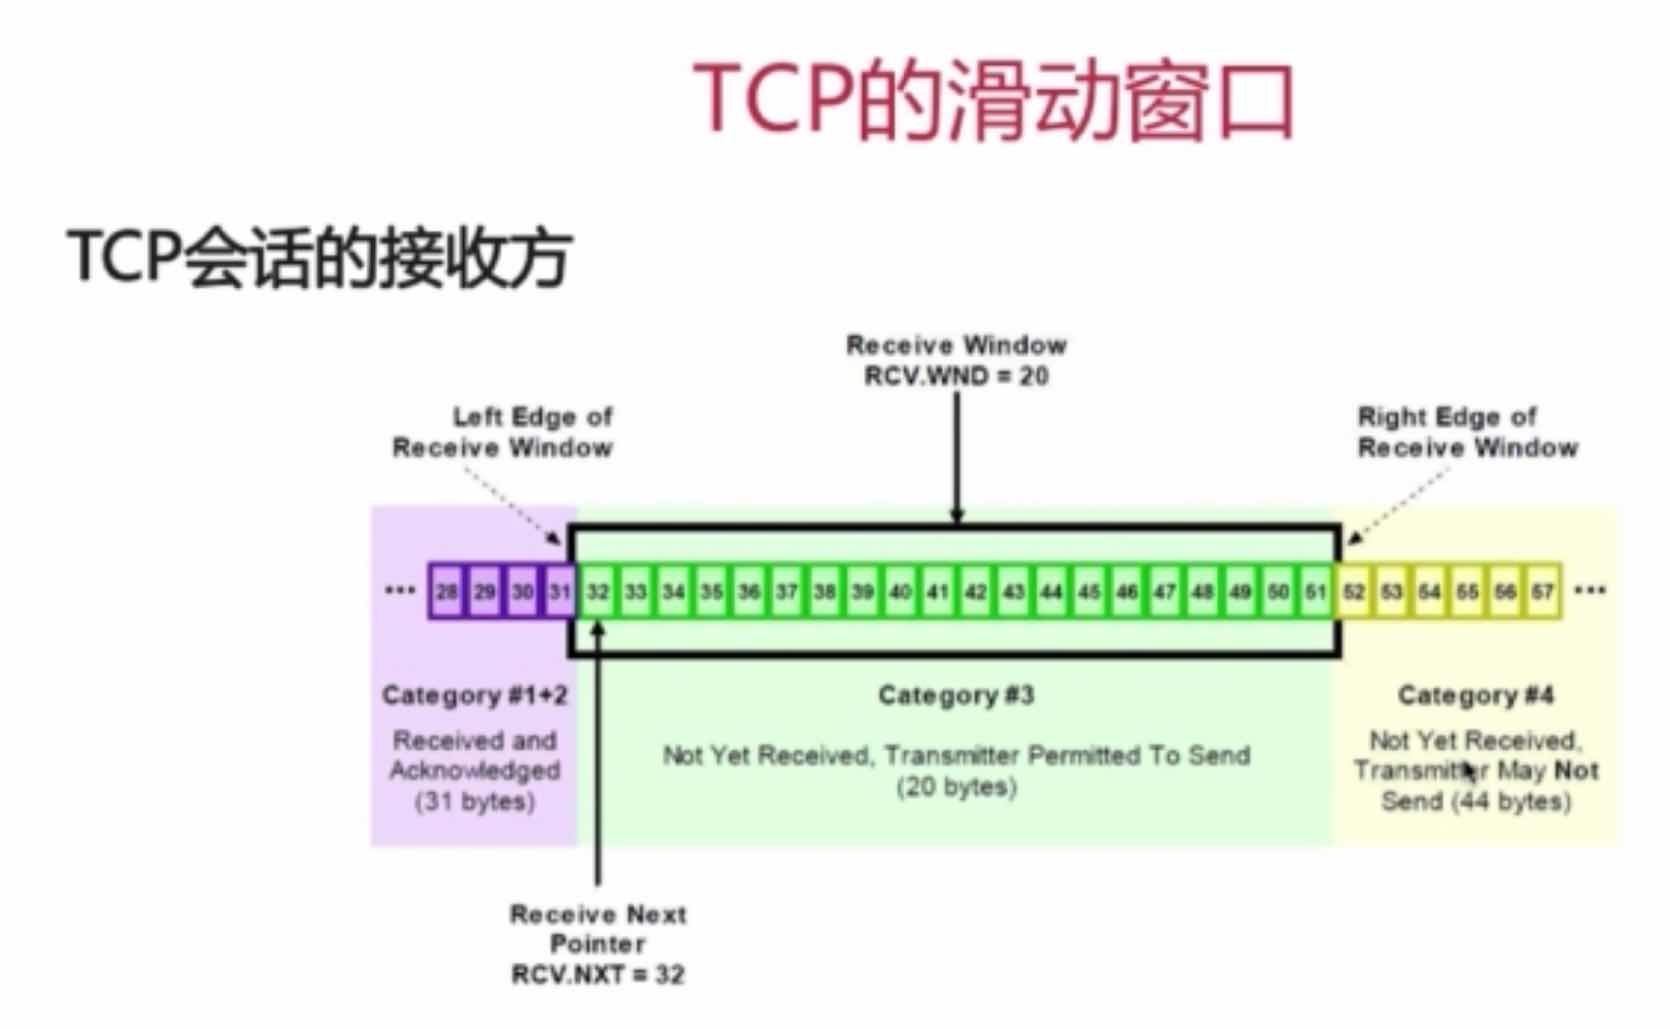 TCP的滑动窗口
TCP会话的接收方
Receive Window
RCV.WND = 20
Left Edge of
Receive Window
Right Edge of
Receive Window
... 28 29 30 31 32 33 34 35 36 37 38 39 40 41 42 43 44 45 46 47 48 49 50 51 52 53 54 55 56 57 ...
Category #1+2
Received and
Acknowledged
(31 bytes)
Category #3
Not Yet Received, Transmitter Permitted To Send
(20 bytes)
Category #4
Not Yet Received,
Transmitter May Not
Send (44 bytes)
Receive Next
Pointer
RCV.NXT = 32